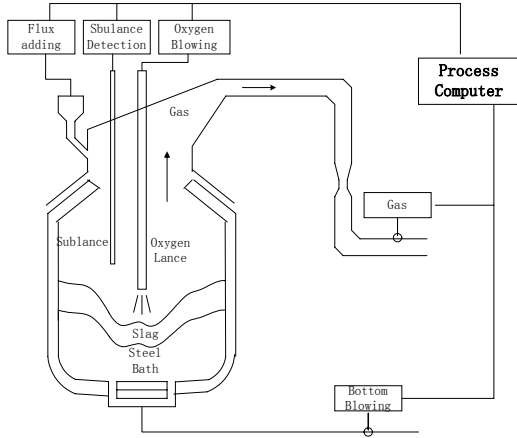 Flux
adding
Sbulance
Detection
Oxygen
Blowing
Process
Computer
Gas
Gas
Sublance
Oxygen
Lance
Slag
Steel
Bath
Bottom
Blowing